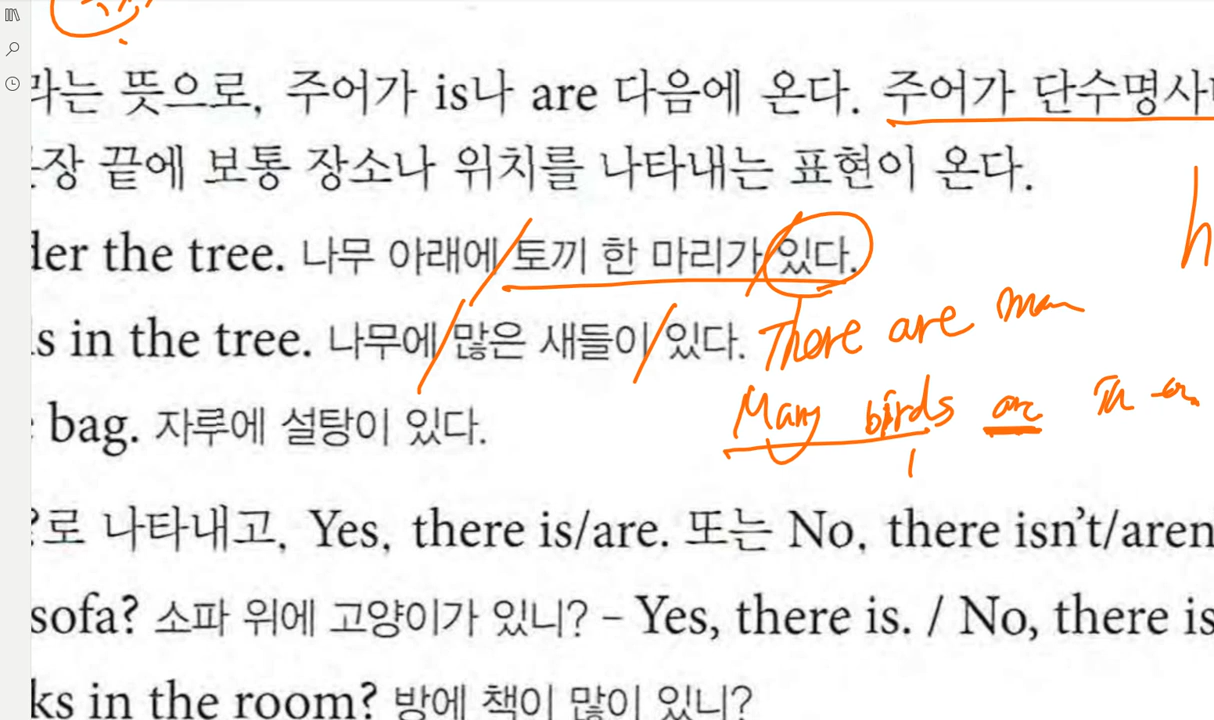 라는 뜻으로, 주어가 is나 are 다음에 온다. 주어가 단수명사
장 끝에 보통 장소나 위치를 나타내는 표현이 온다.
der the tree. 나무 아래에 토끼 한 마리가 있다.
s in the tree. 나무에 많은 새들이 있다. There are man
Many birds are
bag. 자루에 설탕이 있다.
?로 나타내고, Yes, there is/are. 또는 No, there isn't/aren
sofa? 소파 위에 고양이가 있니? – Yes, there is. / No, there is
ks in the room? 방에 책이 많이 있니?